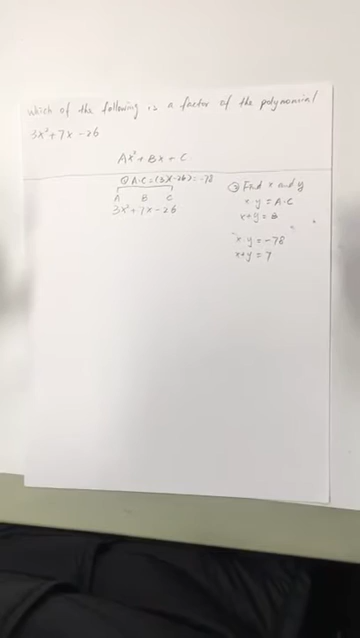 which of the following is a factor of the polynomial
3x² + 7x - 26
Ax² + Bx + C
① A·C = (3)(-26) = -78
A B C
3x² + 7x - 26
② Find x and y
x·y = A·C
x+y = B
x·y = -78
x+y = 7